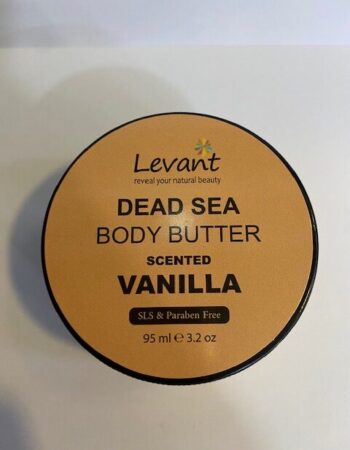 Levant
reveal your natural beauty
DEAD SEA
BODY BUTTER
SCENTED
VANILLA
SLS & Paraben Free
95 ml ℮ 3.2 oz